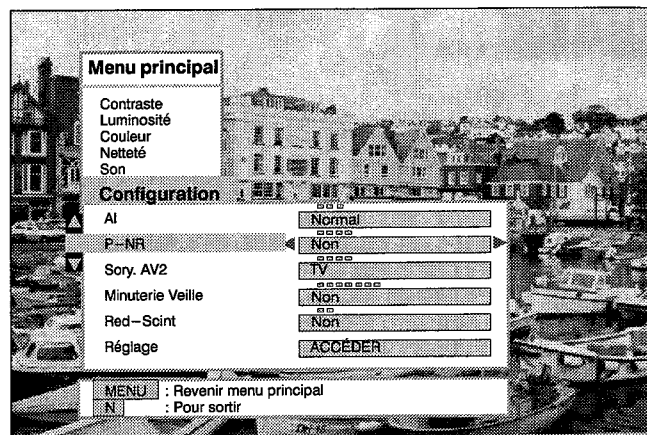 Menu principal
Contraste
Luminosité
Couleur
Netteté
Son
Configuration
AI Normal
P-NR Non
Sory. AV2 TV
Minuterie Veille Non
Red-Scint Non
Réglage ACCÉDER
MENU : Revenir menu principal
N : Pour sortir